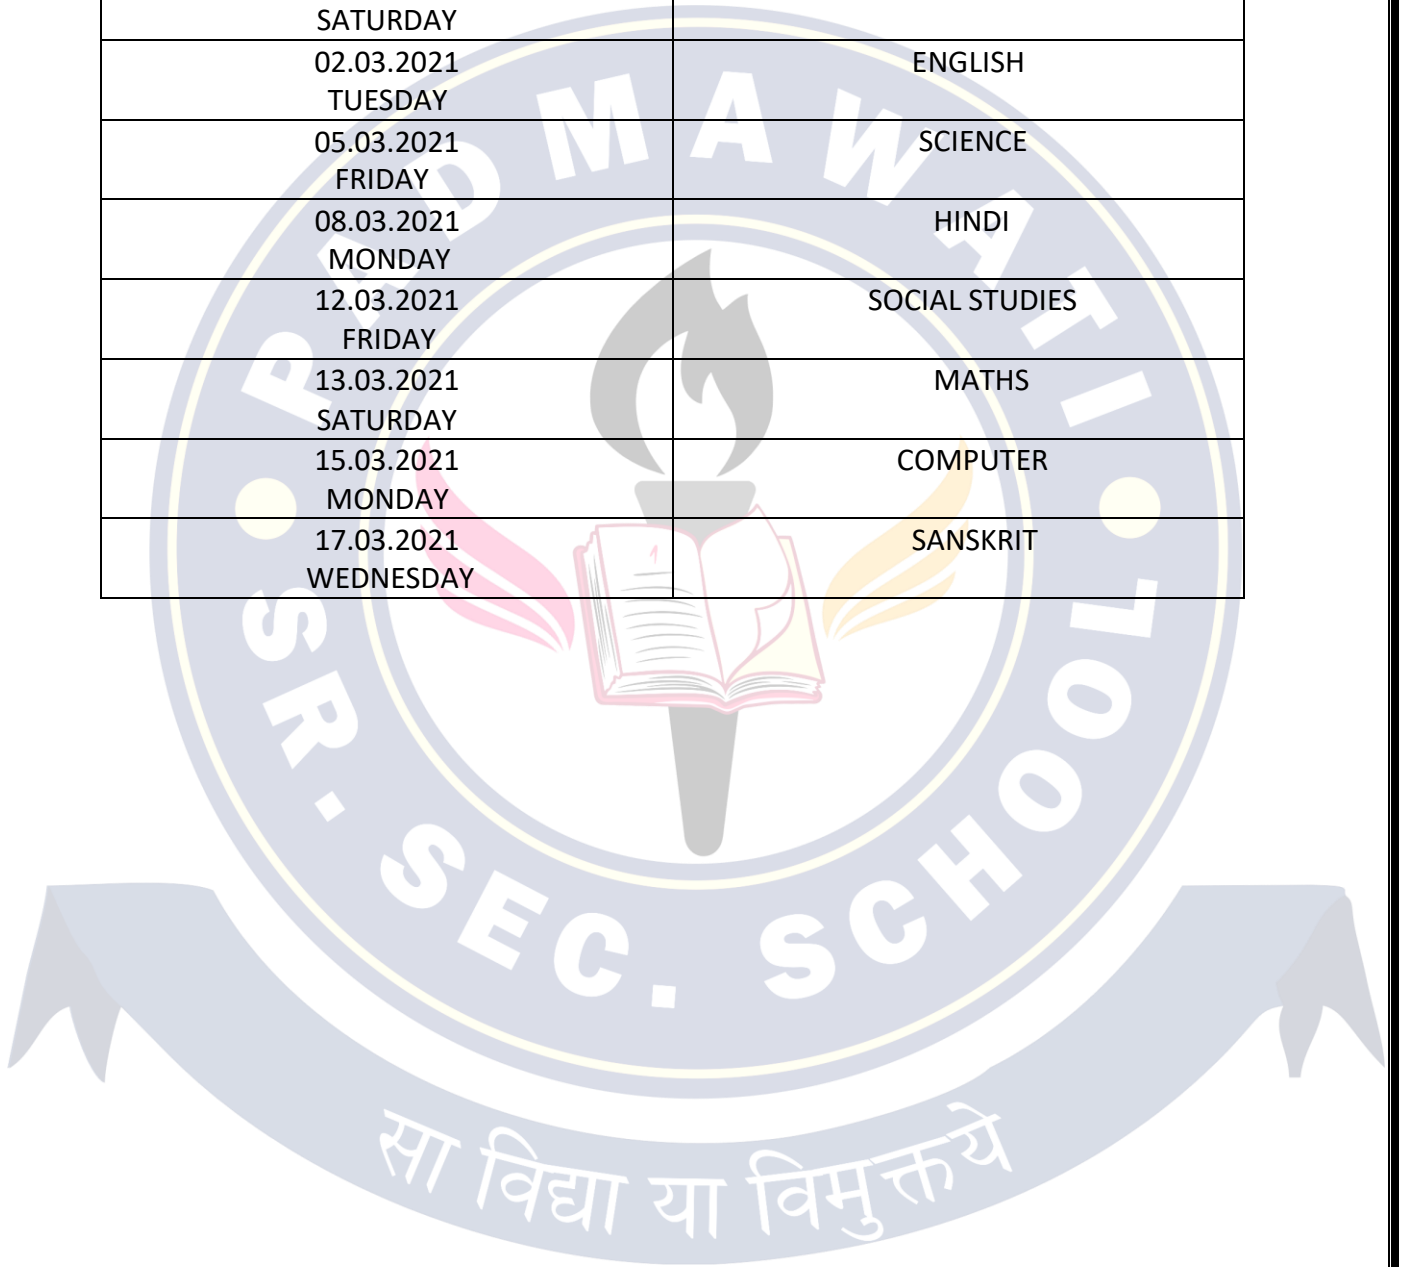 SATURDAY
02.03.2021 ENGLISH
TUESDAY
05.03.2021 SCIENCE
FRIDAY
08.03.2021 HINDI
MONDAY
12.03.2021 SOCIAL STUDIES
FRIDAY
13.03.2021 MATHS
SATURDAY
15.03.2021 COMPUTER
MONDAY
17.03.2021 SANSKRIT
WEDNESDAY
PADMAWATI
SR. SEC. SCHOOL
सा विद्या या विमुक्तये